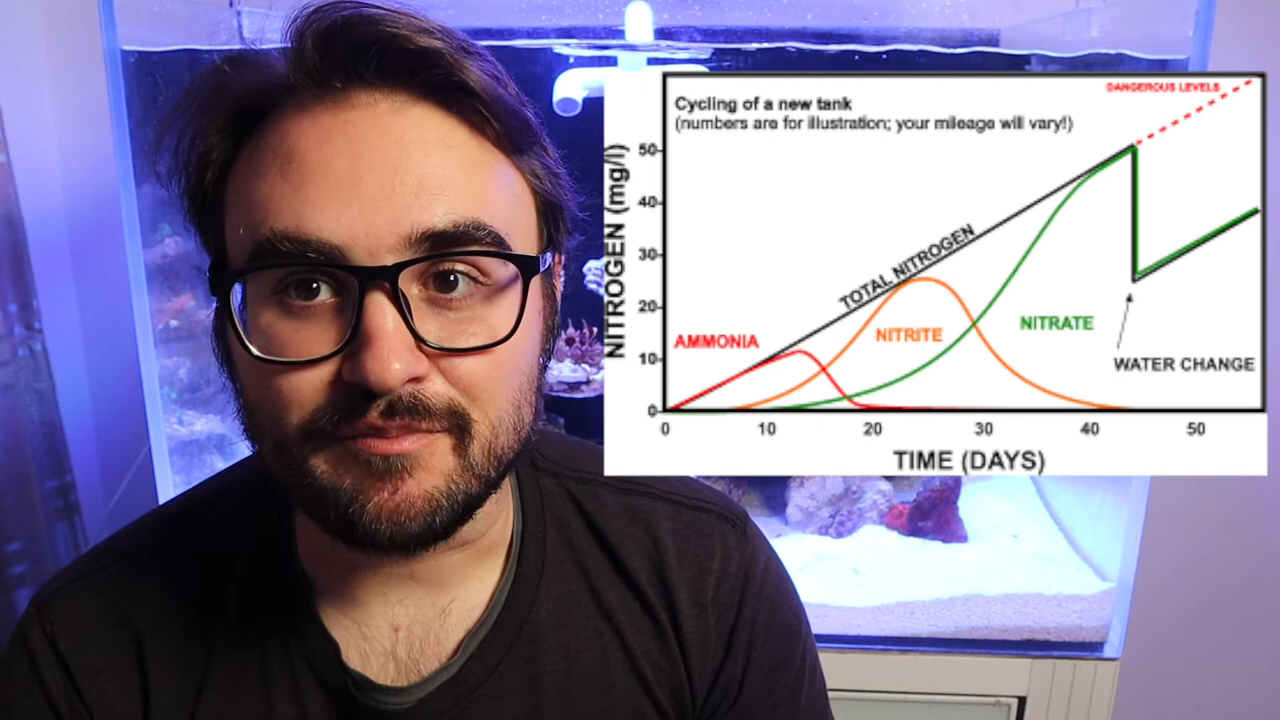 DANGEROUS LEVELS
Cycling of a new tank
(numbers are for illustration; your mileage will vary!)
NITROGEN (mg/l)
50
40
30
20
10
0
TOTAL NITROGEN
AMMONIA
NITRITE
NITRATE
WATER CHANGE
0 10 20 30 40 50
TIME (DAYS)